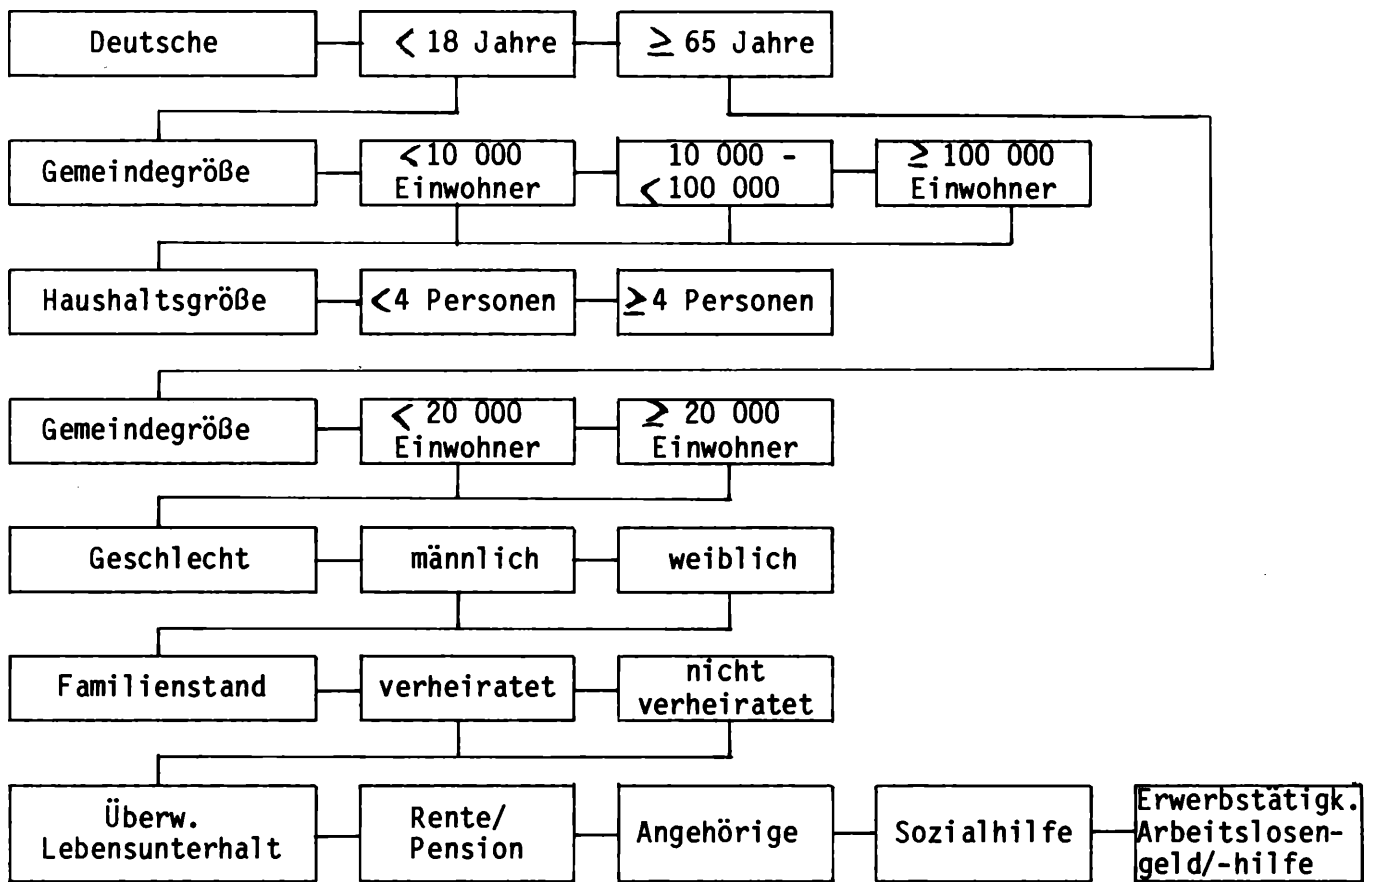 Deutsche
< 18 Jahre
≥ 65 Jahre
Gemeindegröße
<10 000
Einwohner
10 000 -
<100 000
≥ 100 000
Einwohner
Haushaltsgröße
<4 Personen
≥4 Personen
Gemeindegröße
< 20 000
Einwohner
≥ 20 000
Einwohner
Geschlecht
männlich
weiblich
Familienstand
verheiratet
nicht
verheiratet
Überw.
Lebensunterhalt
Rente/
Pension
Angehörige
Sozialhilfe
Erwerbstätigk.
Arbeitslosen-
geld/-hilfe